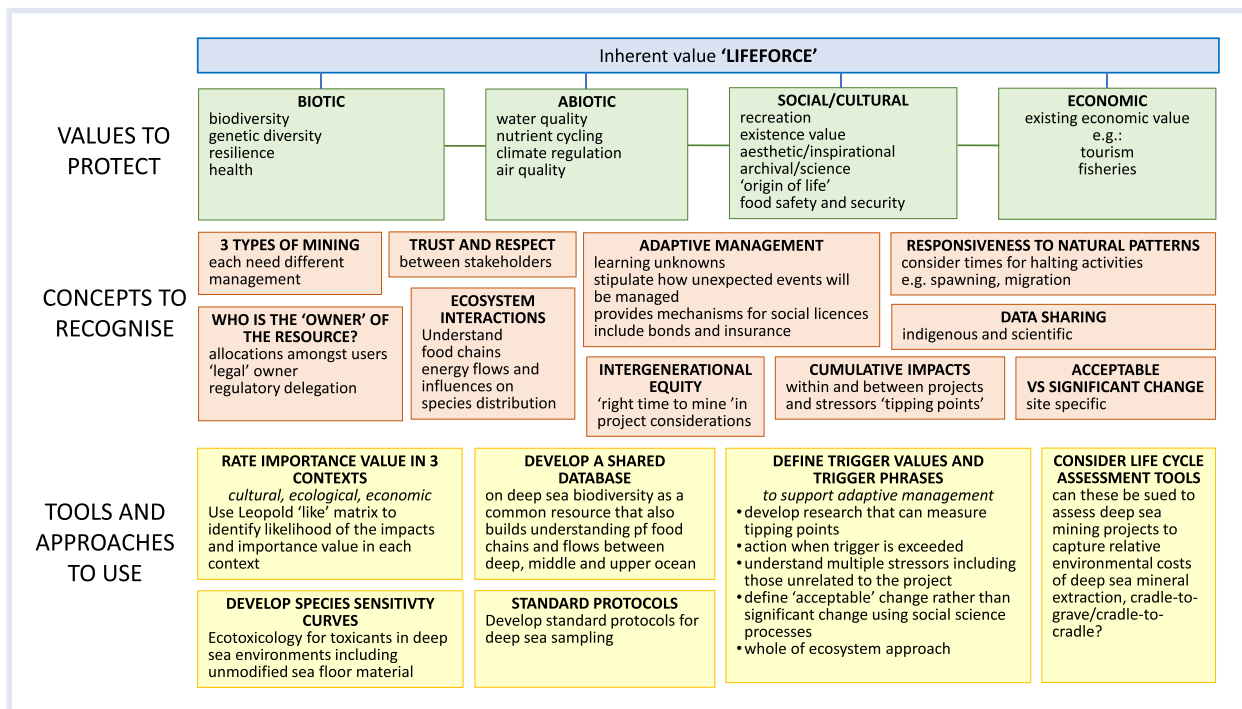 Inherent value ‘LIFEFORCE’
VALUES TO
PROTECT
BIOTIC
biodiversity
genetic diversity
resilience
health
ABIOTIC
water quality
nutrient cycling
climate regulation
air quality
SOCIAL/CULTURAL
recreation
existence value
aesthetic/inspirational
archival/science
‘origin of life’
food safety and security
ECONOMIC
existing economic value
e.g.:
tourism
fisheries
CONCEPTS TO
RECOGNISE
3 TYPES OF MINING
each need different
management
TRUST AND RESPECT
between stakeholders
ADAPTIVE MANAGEMENT
learning unknowns
stipulate how unexpected events will
be managed
provides mechanisms for social licences
include bonds and insurance
RESPONSIVENESS TO NATURAL PATTERNS
consider times for halting activities
e.g. spawning, migration
WHO IS THE ‘OWNER’ OF
THE RESOURCE?
allocations amongst users
‘legal’ owner
regulatory delegation
ECOSYSTEM
INTERACTIONS
Understand
food chains
energy flows and
influences on
species distribution
DATA SHARING
indigenous and scientific
INTERGENERATIONAL
EQUITY
‘right time to mine ’in
project considerations
CUMULATIVE IMPACTS
within and between projects
and stressors ‘tipping points’
ACCEPTABLE
VS SIGNIFICANT CHANGE
site specific
TOOLS AND
APPROACHES
TO USE
RATE IMPORTANCE VALUE IN 3
CONTEXTS
cultural, ecological, economic
Use Leopold ‘like’ matrix to
identify likelihood of the impacts
and importance value in each
context
DEVELOP A SHARED
DATABASE
on deep sea biodiversity as a
common resource that also
builds understanding pf food
chains and flows between
deep, middle and upper ocean
DEFINE TRIGGER VALUES AND
TRIGGER PHRASES
to support adaptive management
•develop research that can measure
tipping points
•action when trigger is exceeded
•understand multiple stressors including
those unrelated to the project
•define ‘acceptable’ change rather than
significant change using social science
processes
•whole of ecosystem approach
CONSIDER LIFE CYCLE
ASSESSMENT TOOLS
can these be sued to
assess deep sea
mining projects to
capture relative
environmental costs
of deep sea mineral
extraction, cradle-to-
grave/cradle-to-
cradle?
DEVELOP SPECIES SENSITIVTY
CURVES
Ecotoxicology for toxicants in deep
sea environments including
unmodified sea floor material
STANDARD PROTOCOLS
Develop standard protocols for
deep sea sampling